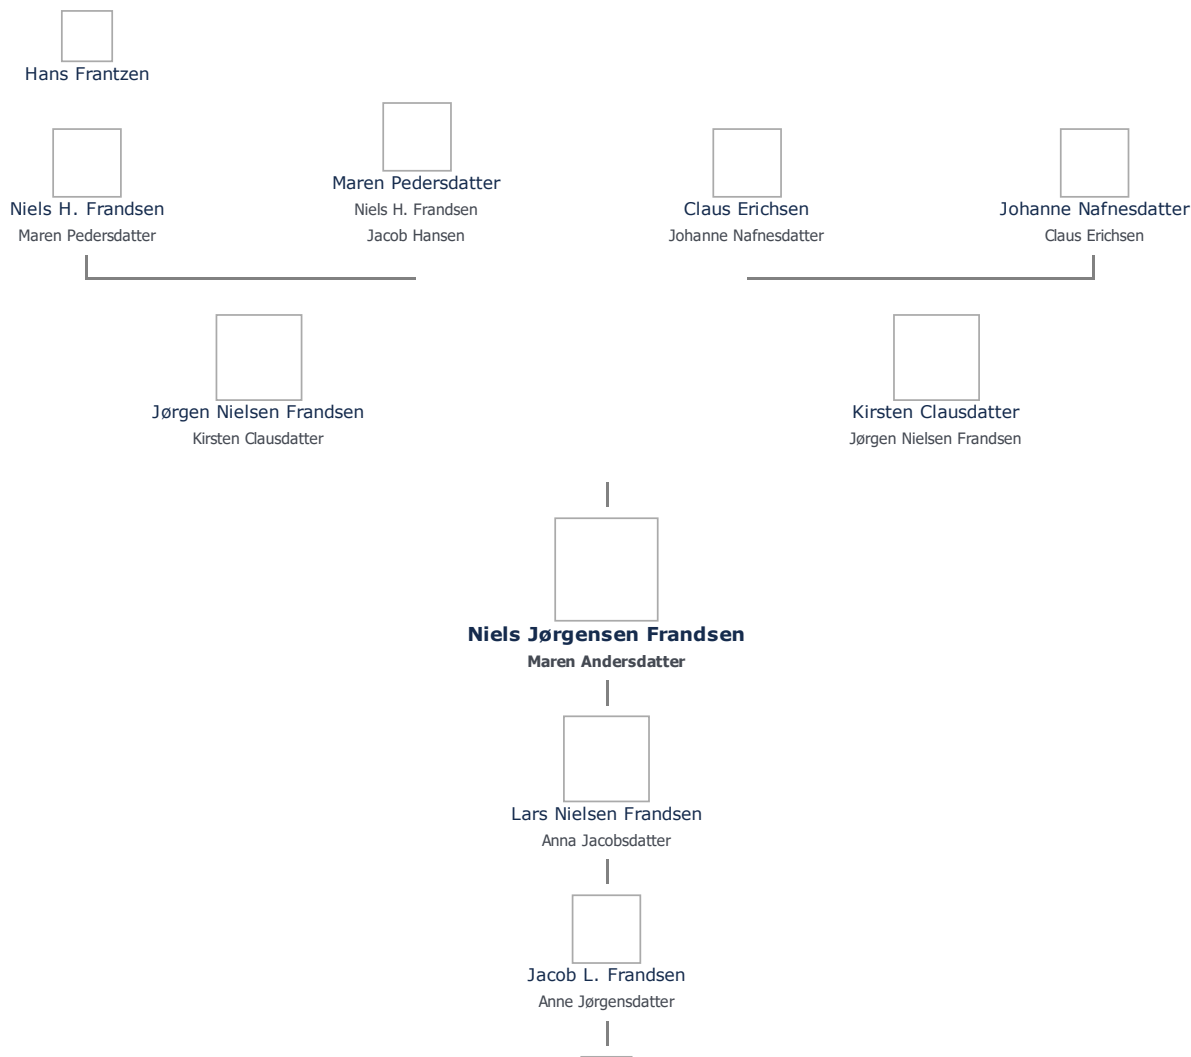 Hans Frantzen
Maren Pedersdatter
Niels H. Frandsen
Jacob Hansen
Niels H. Frandsen
Maren Pedersdatter
Claus Erichsen
Johanne Nafnesdatter
Johanne Nafnesdatter
Claus Erichsen
Jørgen Nielsen Frandsen
Kirsten Clausdatter
Kirsten Clausdatter
Jørgen Nielsen Frandsen
Niels Jørgensen Frandsen
Maren Andersdatter
Lars Nielsen Frandsen
Anna Jacobsdatter
Jacob L. Frandsen
Anne Jørgensdatter